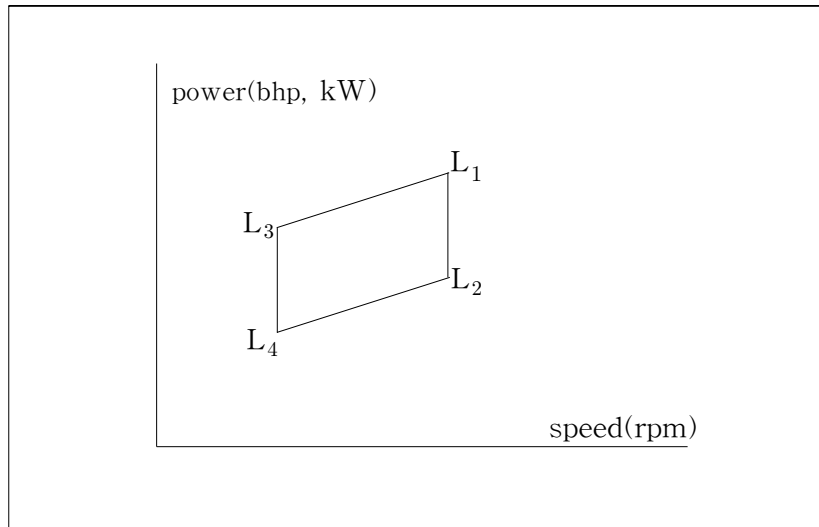 power(bhp, kW)
L₁
L₃
L₂
L₄
speed(rpm)